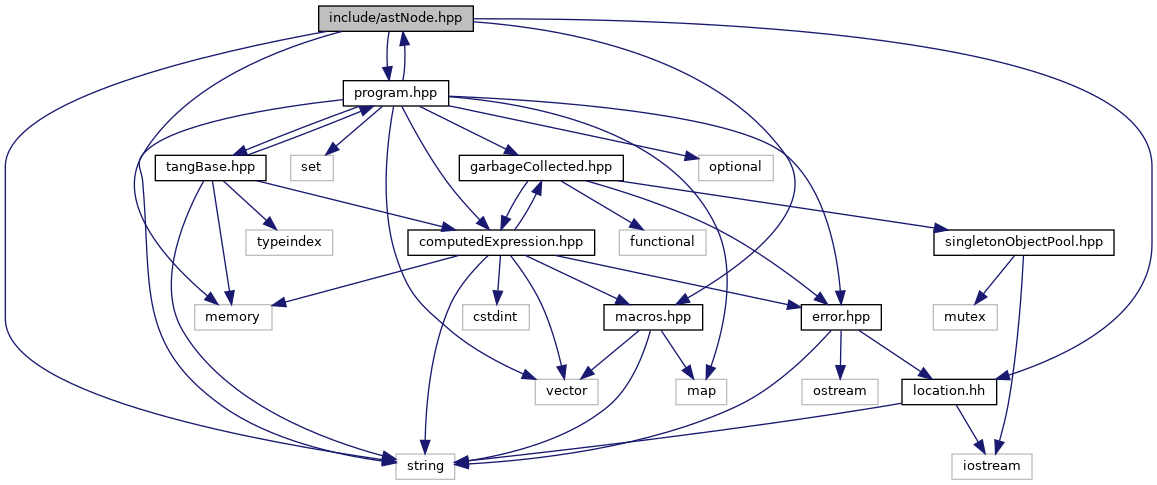 include/astNode.hpp
program.hpp
tangBase.hpp
set
garbageCollected.hpp
optional
typeindex
computedExpression.hpp
functional
singletonObjectPool.hpp
memory
cstdint
macros.hpp
error.hpp
mutex
vector
map
ostream
location.hh
string
iostream